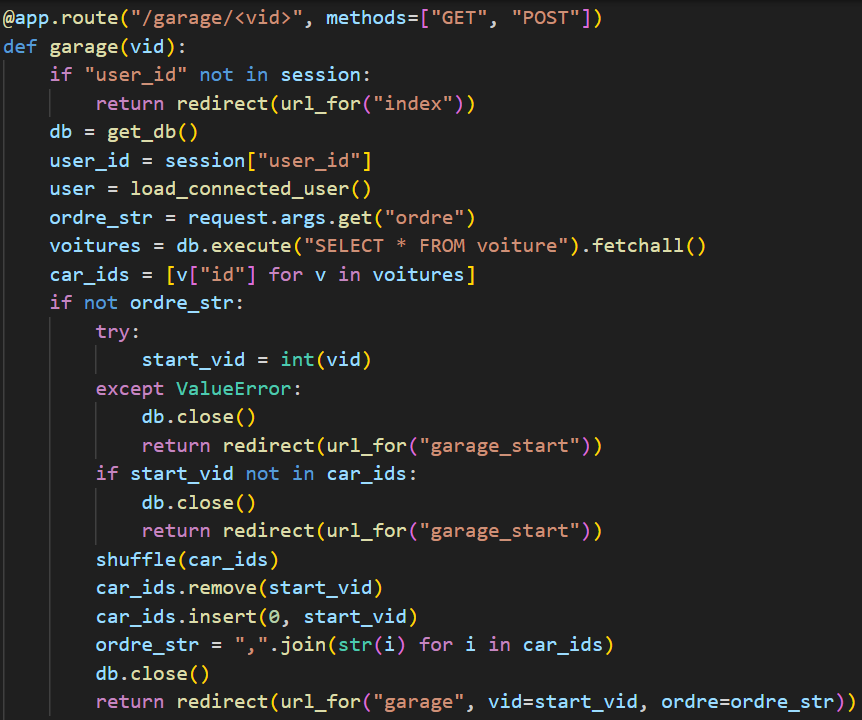 @app.route("/garage/<vid>", methods=["GET", "POST"])
def garage(vid):
    if "user_id" not in session:
        return redirect(url_for("index"))
    db = get_db()
    user_id = session["user_id"]
    user = load_connected_user()
    ordre_str = request.args.get("ordre")
    voitures = db.execute("SELECT * FROM voiture").fetchall()
    car_ids = [v["id"] for v in voitures]
    if not ordre_str:
        try:
            start_vid = int(vid)
        except ValueError:
            db.close()
            return redirect(url_for("garage_start"))
        if start_vid not in car_ids:
            db.close()
            return redirect(url_for("garage_start"))
        shuffle(car_ids)
        car_ids.remove(start_vid)
        car_ids.insert(0, start_vid)
        ordre_str = ",".join(str(i) for i in car_ids)
        db.close()
        return redirect(url_for("garage", vid=start_vid, ordre=ordre_str))